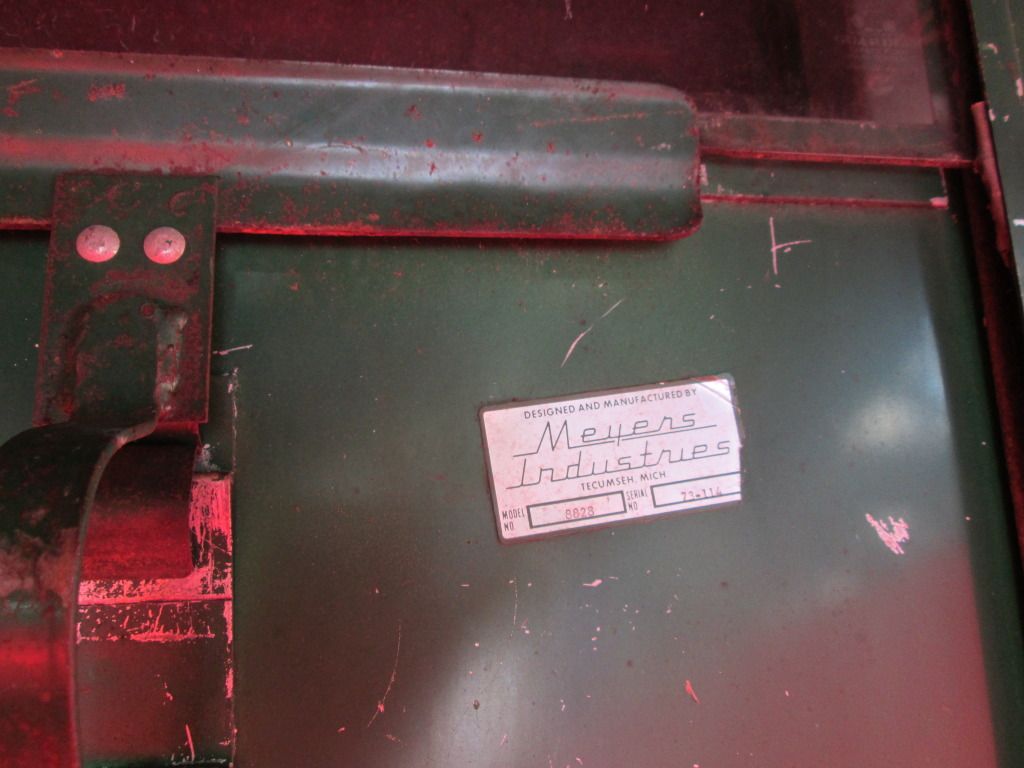 DESIGNED AND MANUFACTURED BY
Meyers
Industries
TECUMSEH, MICH
MODEL NO. 8828 SERIAL NO 73-114